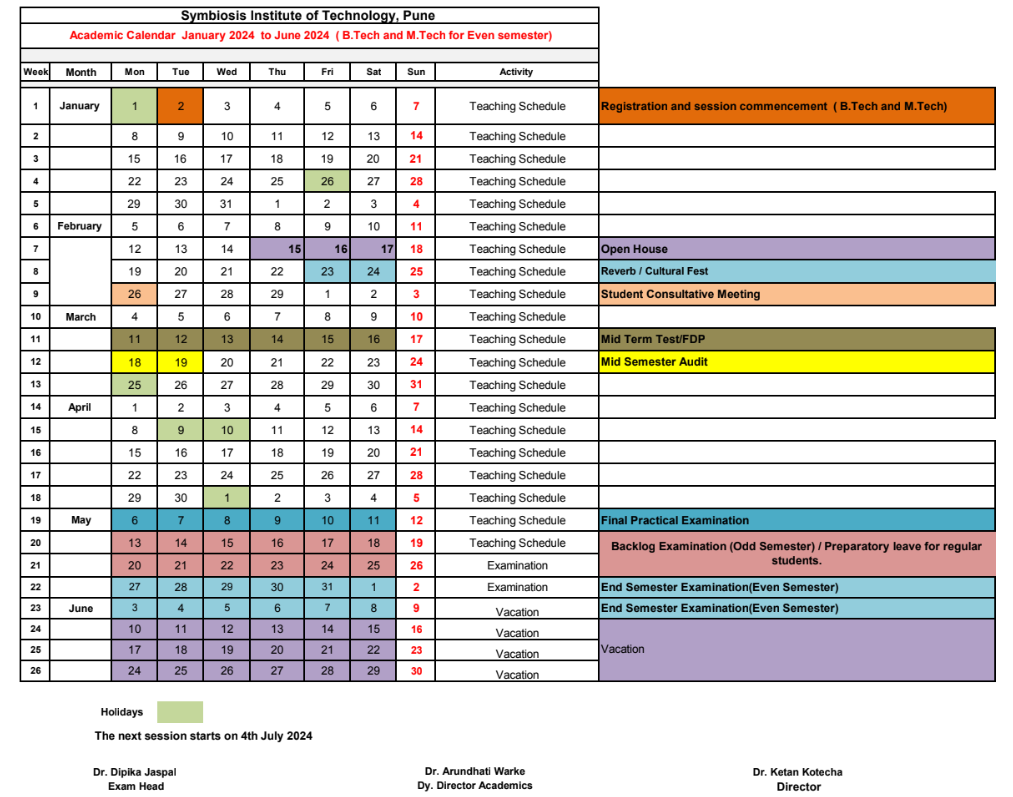 Symbiosis Institute of Technology, Pune
Academic Calendar January 2024 to June 2024 ( B.Tech and M.Tech for Even semester)
Week Month Mon Tue Wed Thu Fri Sat Sun Activity
1 January 1 2 3 4 5 6 7 Teaching Schedule Registration and session commencement ( B.Tech and M.Tech)
2 8 9 10 11 12 13 14 Teaching Schedule
3 15 16 17 18 19 20 21 Teaching Schedule
4 22 23 24 25 26 27 28 Teaching Schedule
5 29 30 31 1 2 3 4 Teaching Schedule
6 February 5 6 7 8 9 10 11 Teaching Schedule
7 12 13 14 15 16 17 18 Teaching Schedule Open House
8 19 20 21 22 23 24 25 Teaching Schedule Reverb / Cultural Fest
9 26 27 28 29 1 2 3 Teaching Schedule Student Consultative Meeting
10 March 4 5 6 7 8 9 10 Teaching Schedule
11 11 12 13 14 15 16 17 Teaching Schedule Mid Term Test/FDP
12 18 19 20 21 22 23 24 Teaching Schedule Mid Semester Audit
13 25 26 27 28 29 30 31 Teaching Schedule
14 April 1 2 3 4 5 6 7 Teaching Schedule
15 8 9 10 11 12 13 14 Teaching Schedule
16 15 16 17 18 19 20 21 Teaching Schedule
17 22 23 24 25 26 27 28 Teaching Schedule
18 29 30 1 2 3 4 5 Teaching Schedule
19 May 6 7 8 9 10 11 12 Teaching Schedule Final Practical Examination
20 13 14 15 16 17 18 19 Teaching Schedule Backlog Examination (Odd Semester) / Preparatory leave for regular
students.
21 20 21 22 23 24 25 26 Examination
22 27 28 29 30 31 1 2 Examination End Semester Examination(Even Semester)
23 June 3 4 5 6 7 8 9 Vacation End Semester Examination(Even Semester)
24 10 11 12 13 14 15 16 Vacation
25 17 18 19 20 21 22 23 Vacation Vacation
26 24 25 26 27 28 29 30 Vacation
Holidays
The next session starts on 4th July 2024
Dr. Dipika Jaspal Dr. Arundhati Warke Dr. Ketan Kotecha
Exam Head Dy. Director Academics Director